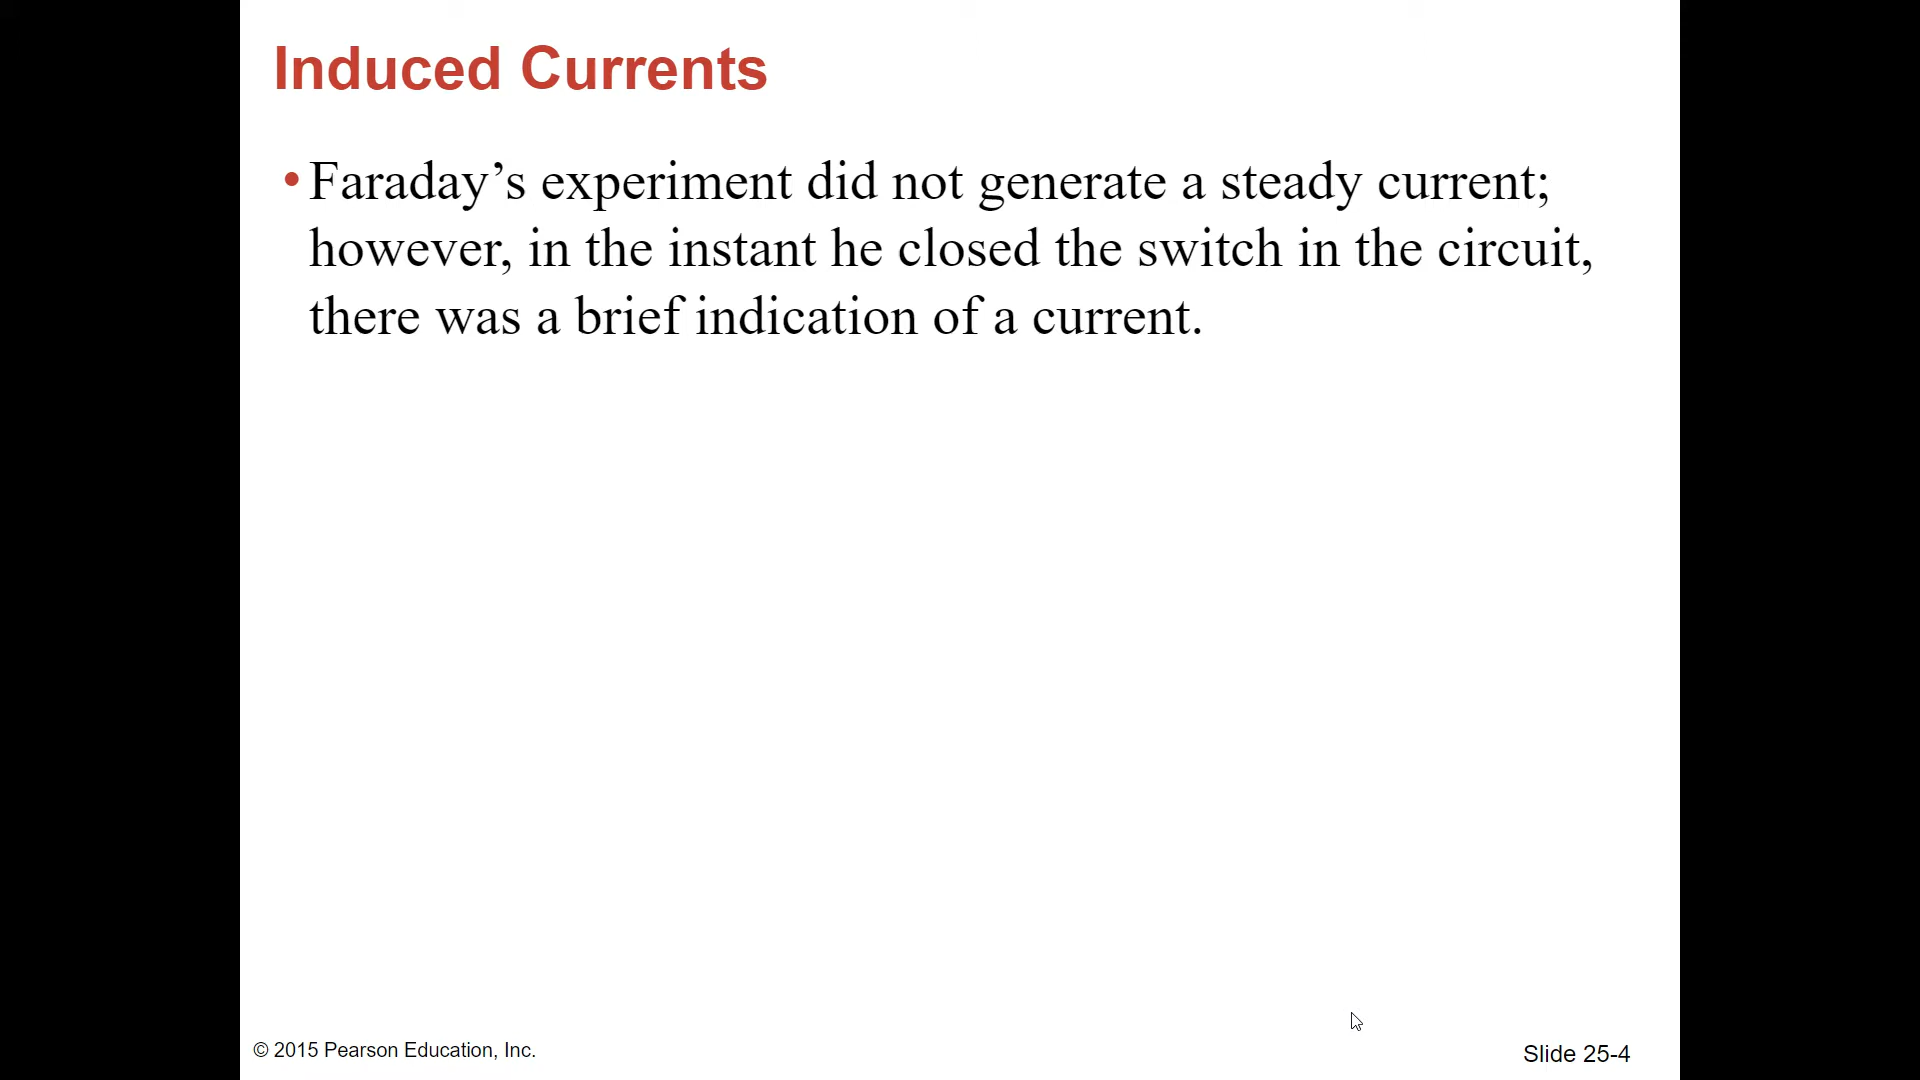 Induced Currents
• Faraday’s experiment did not generate a steady current;
however, in the instant he closed the switch in the circuit,
there was a brief indication of a current.
© 2015 Pearson Education, Inc.
Slide 25-4